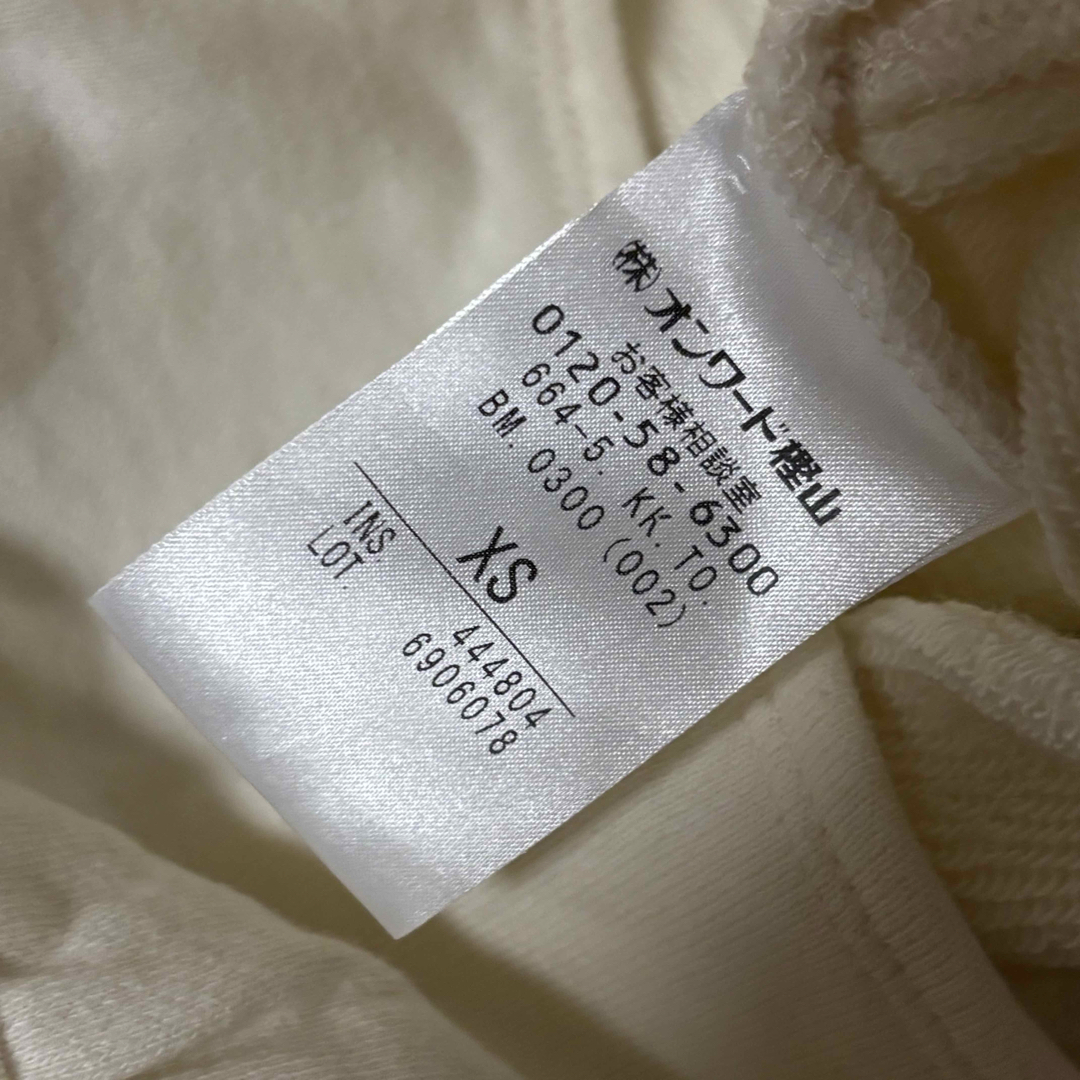 ㈱オンワード樫山
お客様相談室
0120-58-6300
664-5. KK. TO.
BM. 0300 (002)
XS
INS. 444804
LOT. 6906078